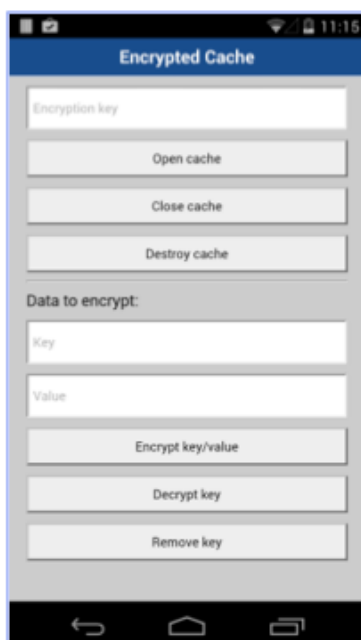 11:15
Encrypted Cache
Encryption key
Open cache
Close cache
Destroy cache
Data to encrypt:
Key
Value
Encrypt key/value
Decrypt key
Remove key